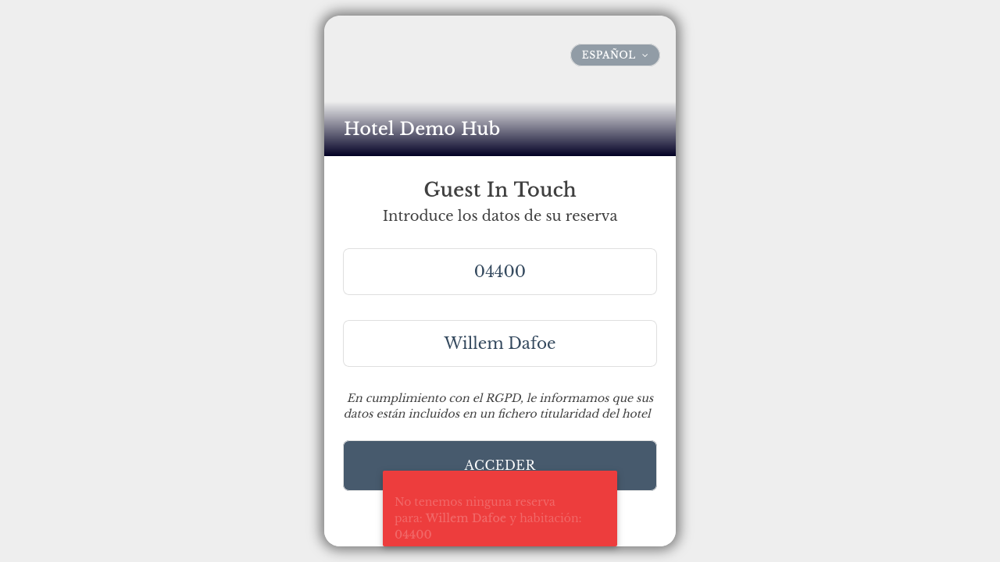 ESPAÑOL
Hotel Demo Hub
Guest In Touch
Introduce los datos de su reserva
04400
Willem Dafoe
En cumplimiento con el RGPD, le informamos que sus
datos están incluidos en un fichero titularidad del hotel
ACCEDER
No tenemos ninguna reserva
para: Willem Dafoe y habitación:
04400